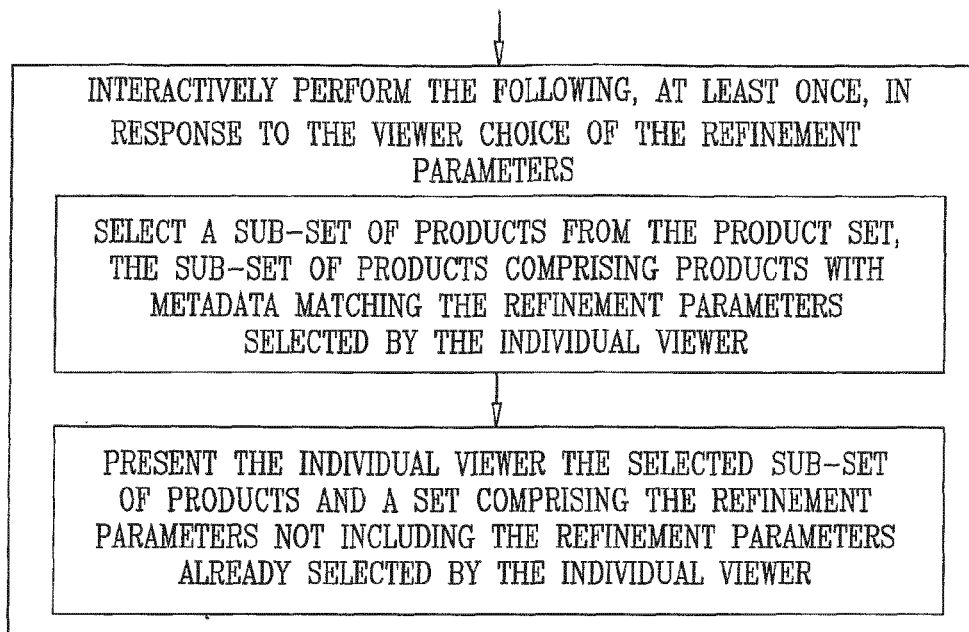 INTERACTIVELY PERFORM THE FOLLOWING, AT LEAST ONCE, IN
RESPONSE TO THE VIEWER CHOICE OF THE REFINEMENT
PARAMETERS
SELECT A SUB-SET OF PRODUCTS FROM THE PRODUCT SET,
THE SUB-SET OF PRODUCTS COMPRISING PRODUCTS WITH
METADATA MATCHING THE REFINEMENT PARAMETERS
SELECTED BY THE INDIVIDUAL VIEWER
PRESENT THE INDIVIDUAL VIEWER THE SELECTED SUB-SET
OF PRODUCTS AND A SET COMPRISING THE REFINEMENT
PARAMETERS NOT INCLUDING THE REFINEMENT PARAMETERS
ALREADY SELECTED BY THE INDIVIDUAL VIEWER